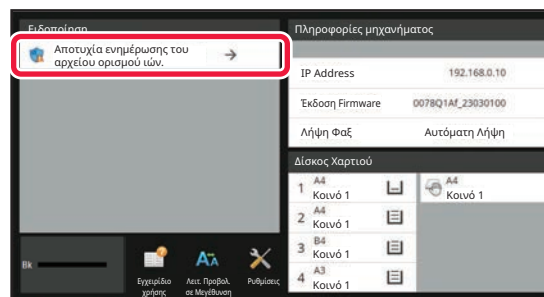 Ειδοποίηση
Αποτυχία ενημέρωσης του
αρχείου ορισμού ιών.
Πληροφορίες μηχανήματος
IP Address 192.168.0.10
Έκδοση Firmware 0078Q1Af_23030100
Λήψη Φαξ Αυτόματη Λήψη
Δίσκος Χαρτιού
1 A4
Κοινό 1
A4
Κοινό 1
2 A4
Κοινό 1
3 B4
Κοινό 1
4 A3
Κοινό 1
Bk
Εγχειρίδιο
χρήσης
Λειτ. Προβολ.
σε Μεγέθυνση
Ρυθμίσεις